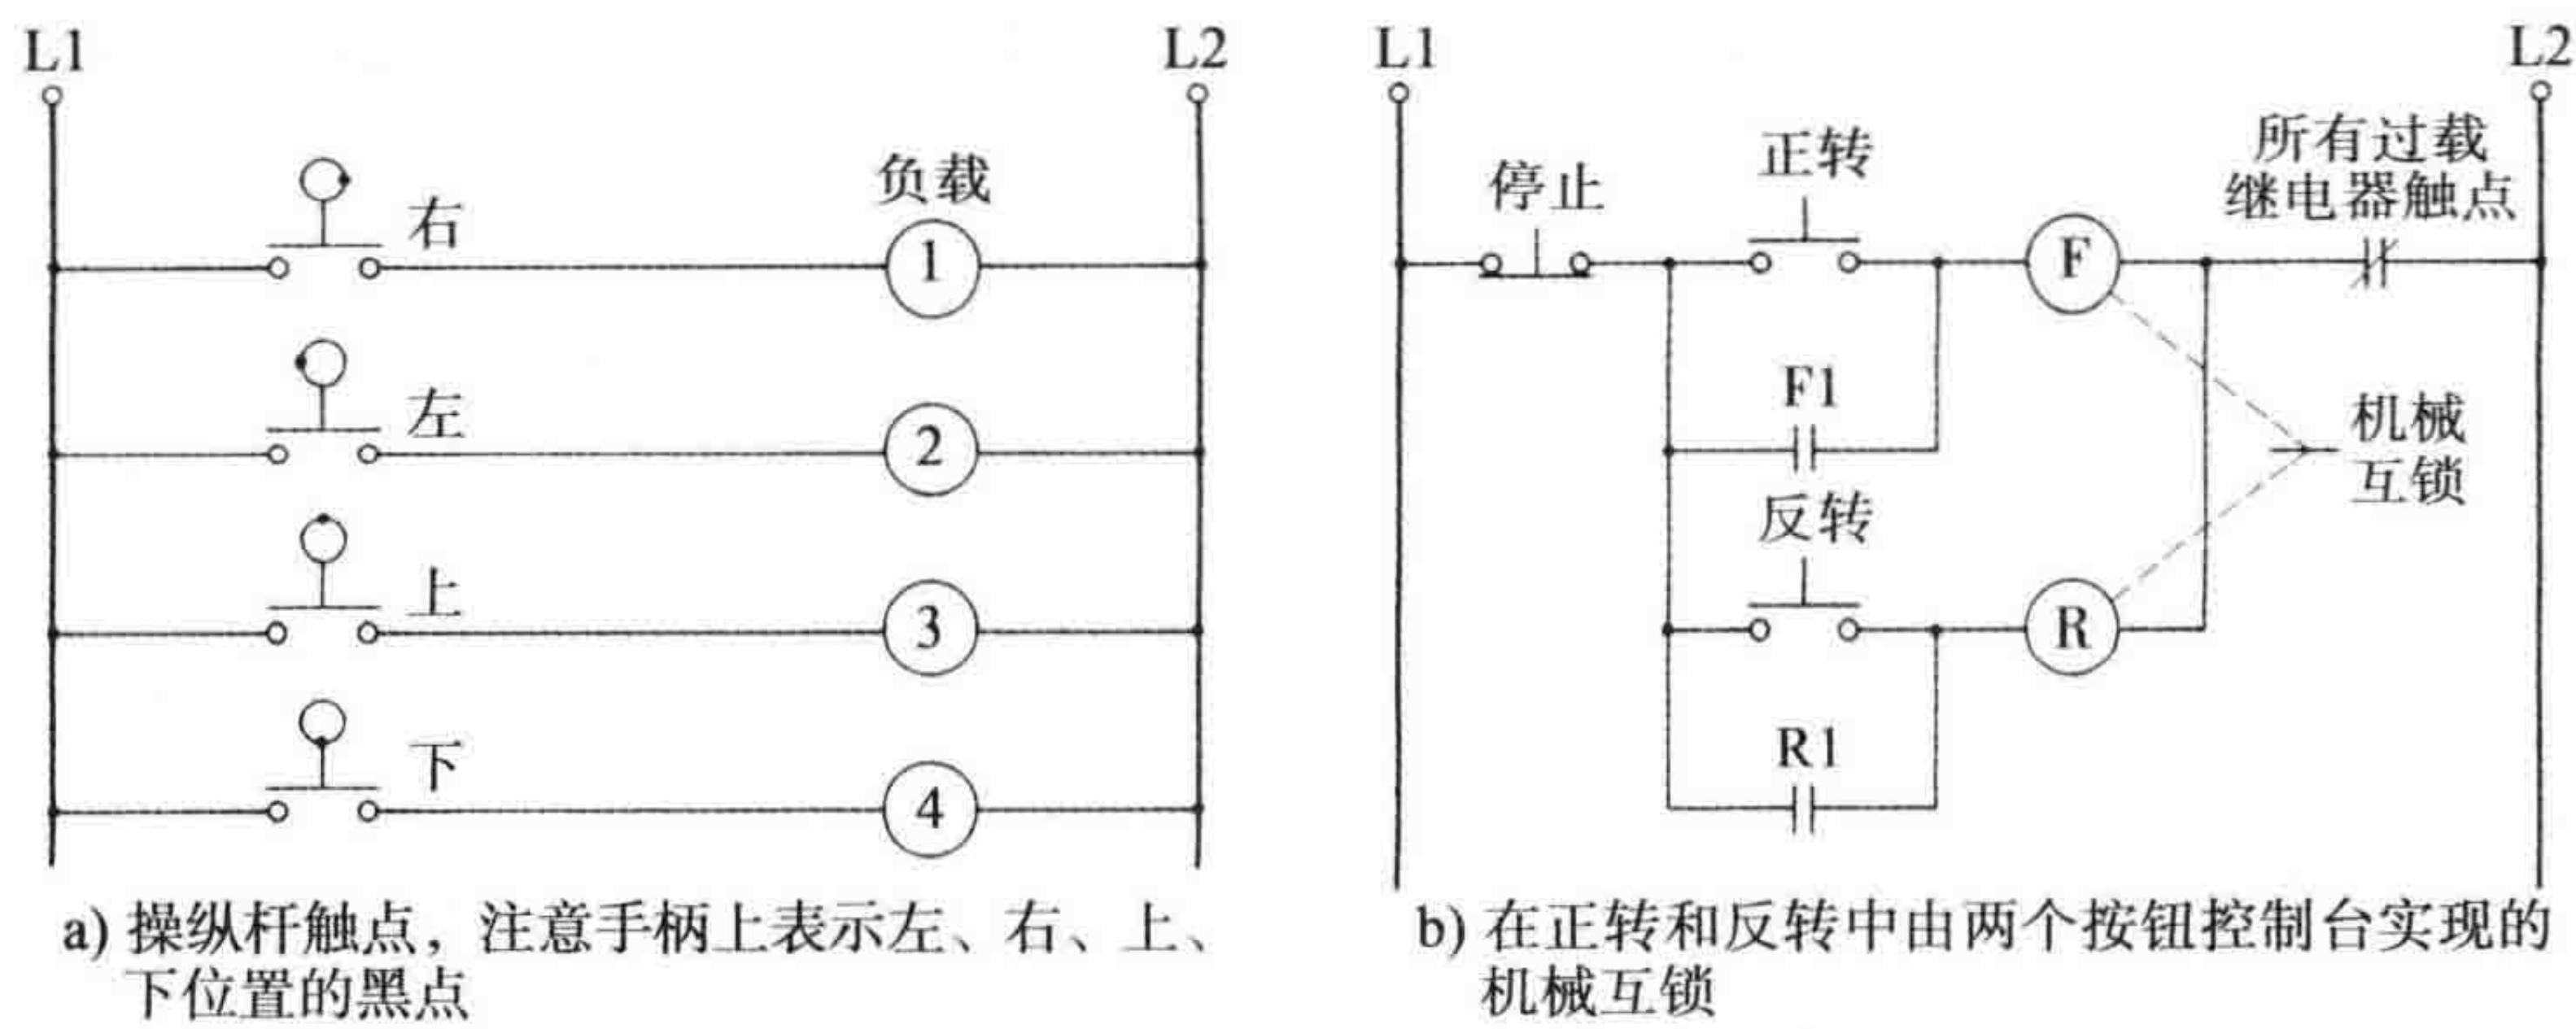 L1
L2
负载
右
1
左
2
上
3
下
4
a) 操纵杆触点，注意手柄上表示左、右、上、
下位置的黑点
L1
L2
停止
正转
所有过载
继电器触点
F
F1
机械
互锁
反转
R
R1
b) 在正转和反转中由两个按钮控制台实现的
机械互锁